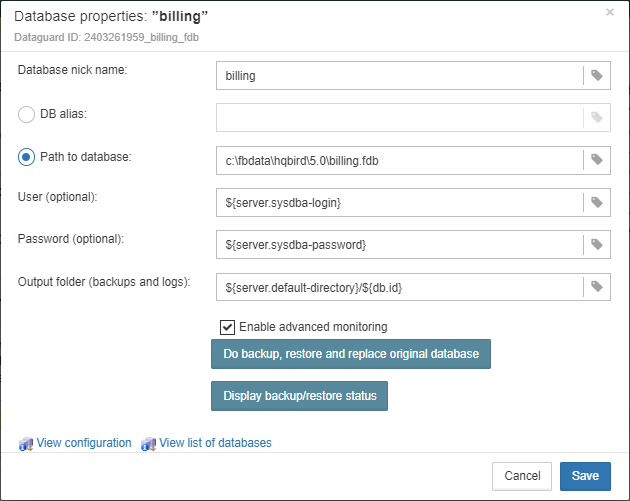 Database properties: ”billing”
×
Dataguard ID: 2403261959_billing_fdb
Database nick name:
billing
DB alias:
Path to database:
c:\fbdata\hqbird\5.0\billing.fdb
User (optional):
${server.sysdba-login}
Password (optional):
${server.sysdba-password}
Output folder (backups and logs):
${server.default-directory}/${db.id}
Enable advanced monitoring
Do backup, restore and replace original database
Display backup/restore status
View configuration View list of databases
Cancel Save